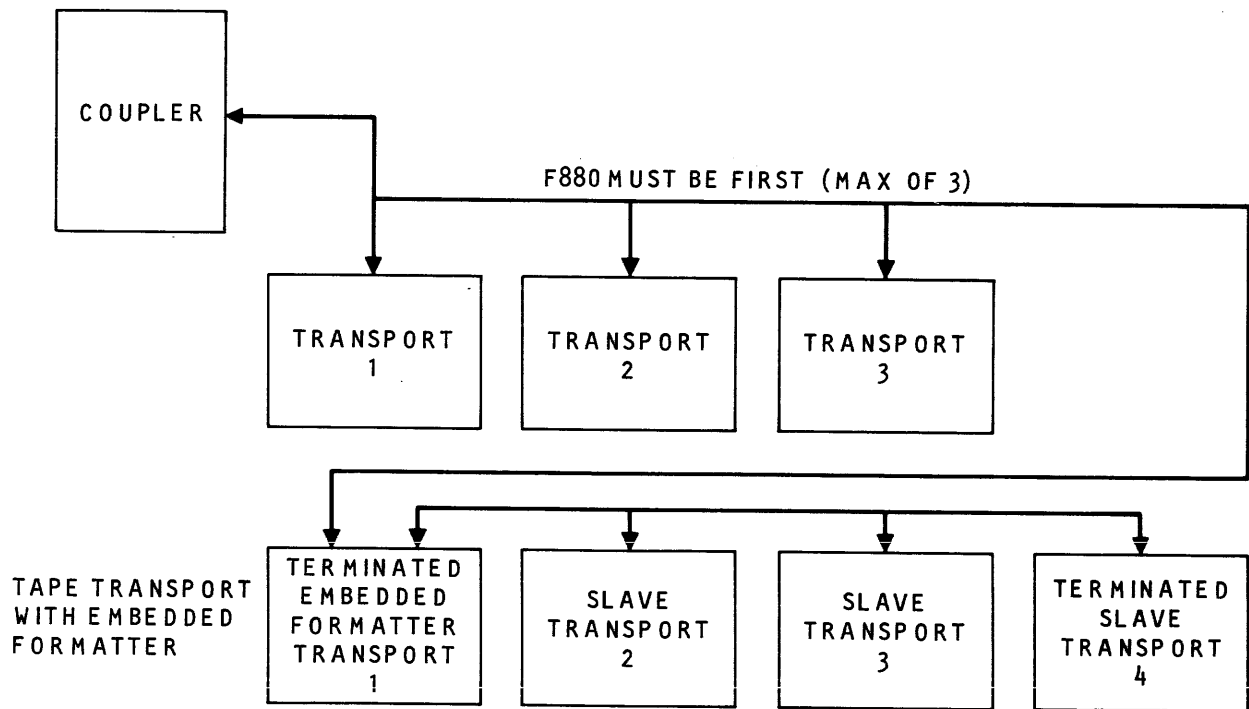 COUPLER
F880 MUST BE FIRST (MAX OF 3)
TRANSPORT
1
TRANSPORT
2
TRANSPORT
3
TAPE TRANSPORT
WITH EMBEDDED
FORMATTER
TERMINATED
EMBEDDED
FORMATTER
TRANSPORT
1
SLAVE
TRANSPORT
2
SLAVE
TRANSPORT
3
TERMINATED
SLAVE
TRANSPORT
4